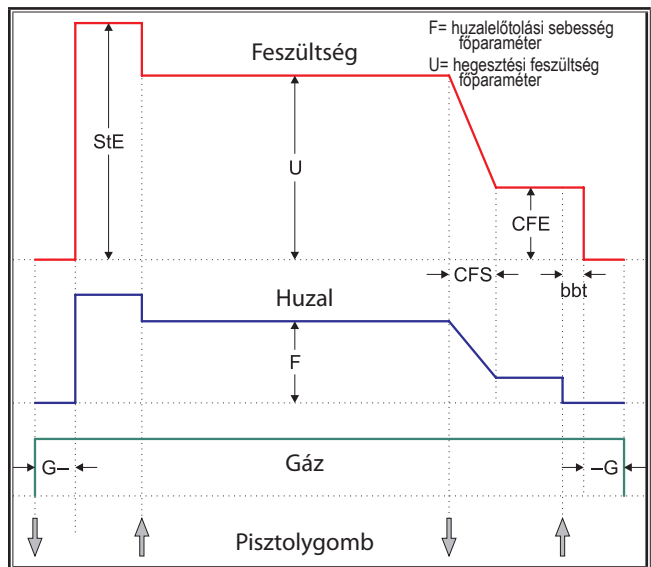 Feszültség
F= huzalelőtolási sebesség
főparaméter
U= hegesztési feszültség
főparaméter
StE
U
CFE
CFS
bbt
Huzal
F
Gáz
G–
–G
Pisztolygomb